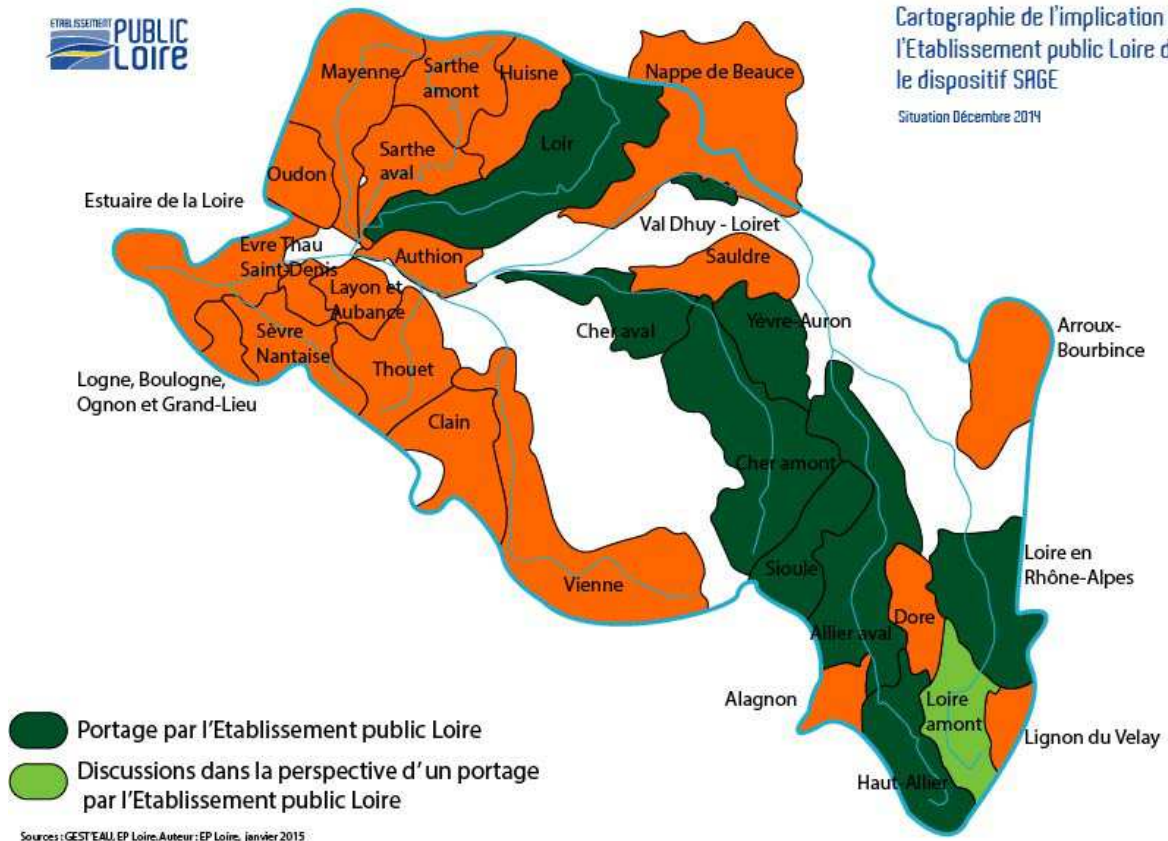 ETABLISSEMENT
PUBLIC
LOIRE
Cartographie de l'implication
l'Etablissement public Loire d
le dispositif SAGE
Situation Décembre 2014
Mayenne
Sarthe
amont
Huisne
Nappe de Beauce
Loir
Sarthe
aval
Oudon
Estuaire de la Loire
Val Dhuy - Loiret
Evre Thau
Saint-Denis
Authion
Sauldre
Layon et
Aubance
Cher aval
Yèvre-Auron
Arroux-
Bourbince
Sèvre
Nantaise
Thouet
Logne, Boulogne,
Ognon et Grand-Lieu
Clain
Cher amont
Loire en
Rhône-Alpes
Sioule
Vienne
Dore
Allier aval
Alagnon
Loire
amont
Lignon du Velay
Haut-Allier
Portage par l'Etablissement public Loire
Discussions dans la perspective d'un portage
par l'Etablissement public Loire
Sources : GEST'EAU, EP Loire. Auteur : EP Loire, janvier 2015